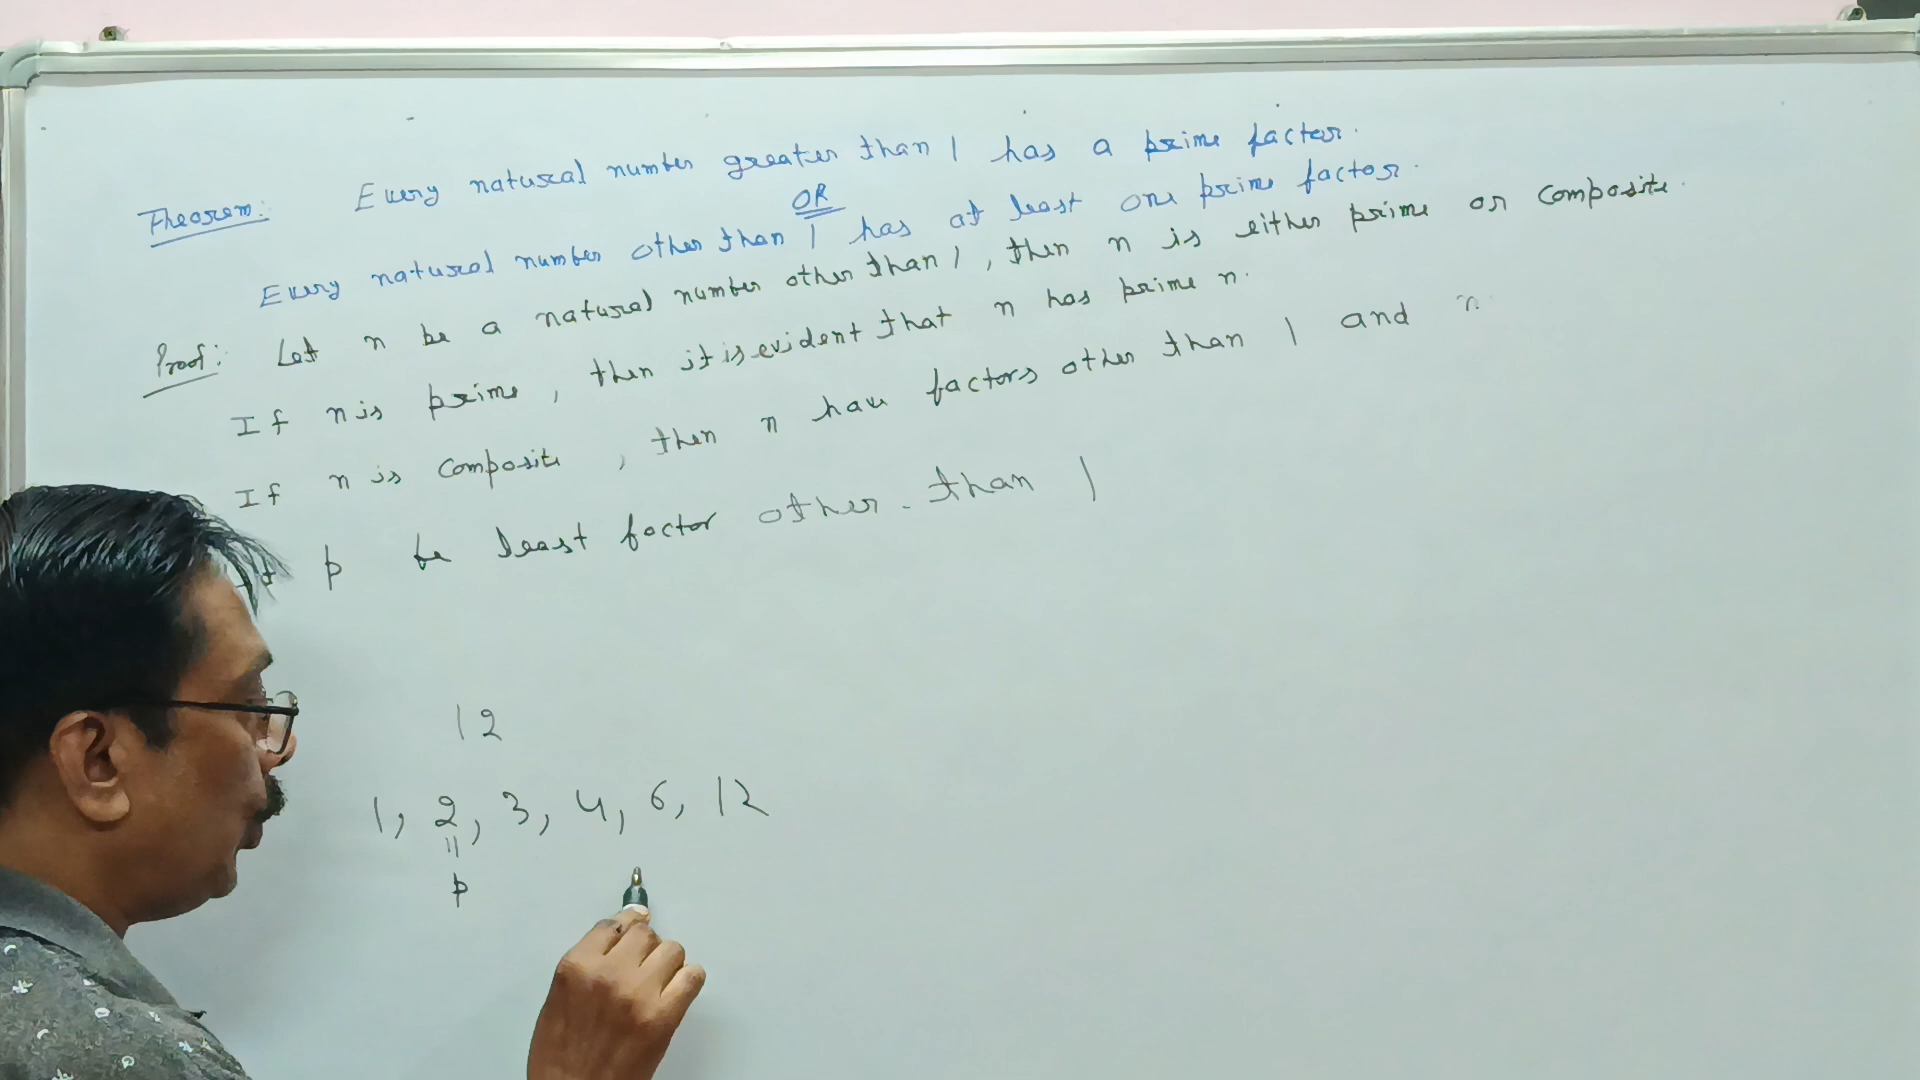 Theorem: Every natural number greater than 1 has a prime factor.
OR
Every natural number other than 1 has at least one prime factor.
Proof: Let n be a natural number other than 1, then n is either prime or composite.
If n is prime, then it is evident that n has prime n.
If n is composite, then n have factors other than 1 and n.
p be least factor other than 1
12
1, 2, 3, 4, 6, 12
=
p